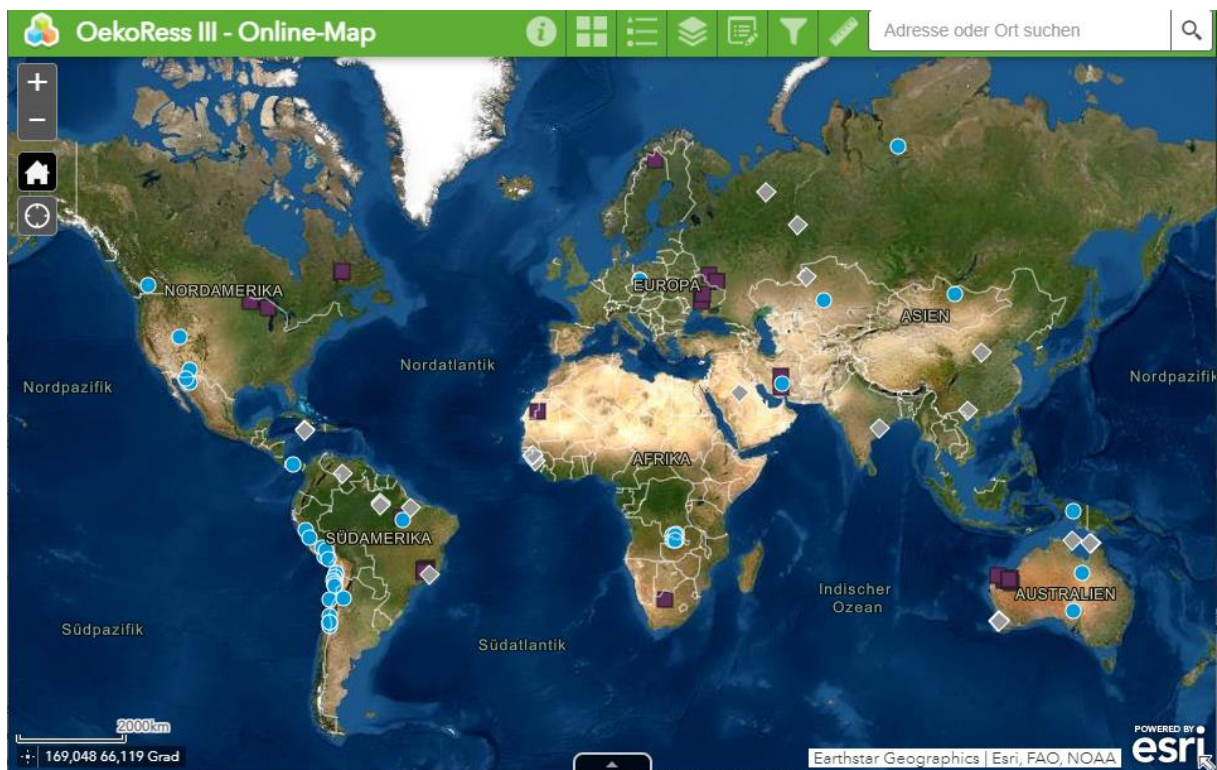 OekoRess III - Online-Map
Adresse oder Ort suchen
+
−
NORDAMERIKA
EUROPA
ASIEN
Nordatlantik
Nordpazifik
Nordpazifik
AFRIKA
SÜDAMERIKA
Indischer
Ozean
AUSTRALIEN
Südpazifik
Südatlantik
2000km
169,048 66,119 Grad
Earthstar Geographics | Esri, FAO, NOAA
POWERED BY
esri